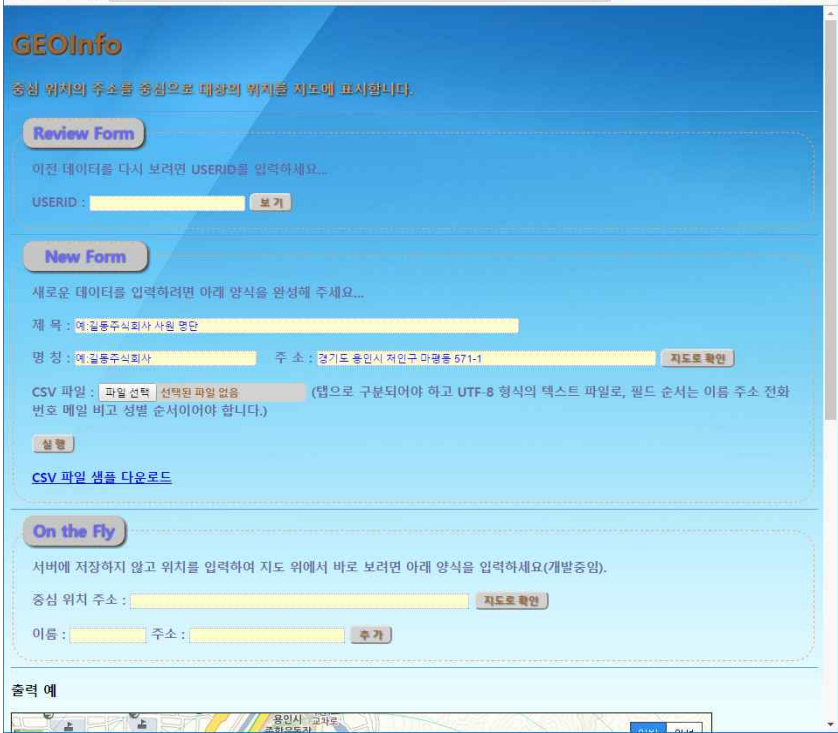 GEOInfo
중심 위치의 주소를 중심으로 대상의 위치를 지도에 표시합니다.
Review Form
이전 데이터를 다시 보려면 USERID를 입력하세요...
USERID : 보기
New Form
새로운 데이터를 입력하려면 아래 양식을 완성해 주세요...
제 목 : 예:길동주식회사 사원 명단
명 칭 : 예:길동주식회사 주 소 : 경기도 용인시 처인구 마평동 571-1 지도로 확인
CSV 파일 : 파일 선택 선택된 파일 없음 (탭으로 구분되어야 하고 UTF-8 형식의 텍스트 파일로, 필드 순서는 이름 주소 전화
번호 메일 비고 성별 순서이어야 합니다.)
실행
CSV 파일 샘플 다운로드
On the Fly
서버에 저장하지 않고 위치를 입력하여 지도 위에서 바로 보려면 아래 양식을 입력하세요(개발중임).
중심 위치 주소 : 지도로 확인
이름 : 주소 : 추가
출력 예
용인시
교차로